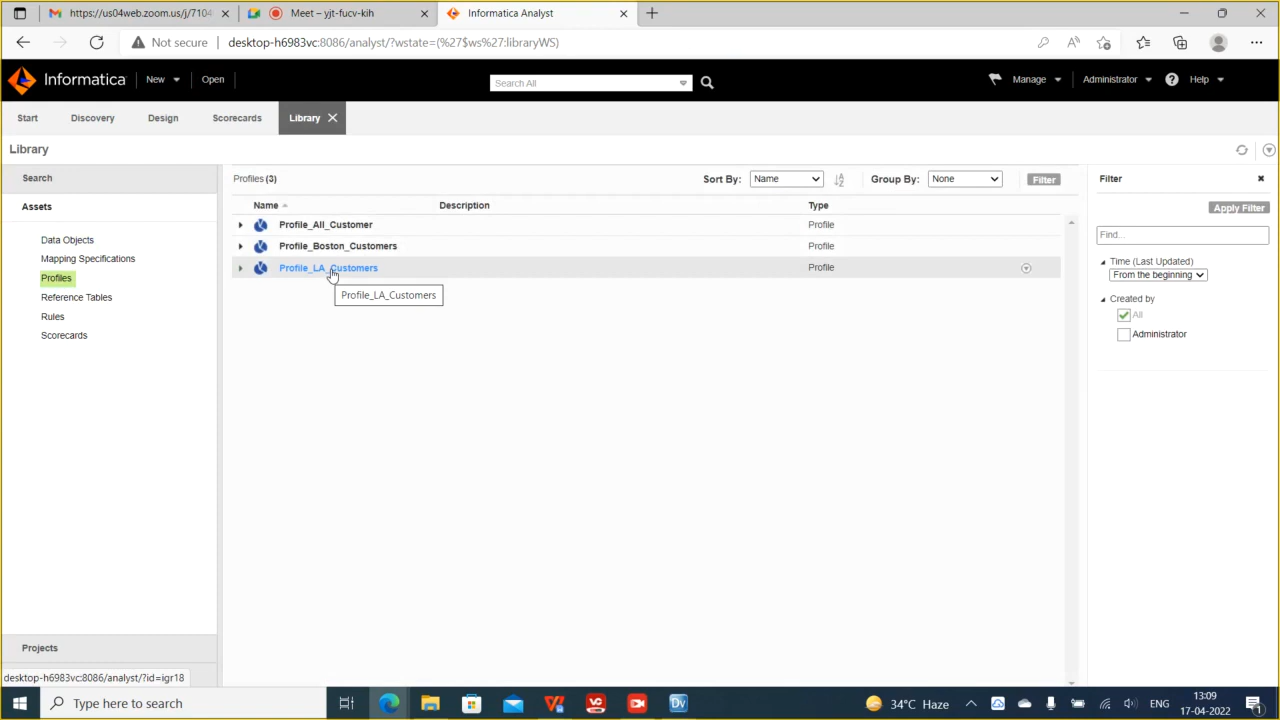 https://us04web.zoom.us/j/7104
Meet – yjt-fucv-kih
Informatica Analyst
Not secure
desktop-h6983vc:8086/analyst/?wstate=(%27$ws%27:libraryWS)
Informatica
New
Open
Search All
Manage
Administrator
Help
Start
Discovery
Design
Scorecards
Library
Library
Search
Assets
Data Objects
Mapping Specifications
Profiles
Reference Tables
Rules
Scorecards
Projects
Profiles (3)
Sort By:
Name
Group By:
None
Filter
Name
Description
Type
Profile_All_Customer
Profile
Profile_Boston_Customers
Profile
Profile_LA_Customers
Profile
Profile_LA_Customers
Filter
Apply Filter
Find...
Time (Last Updated)
From the beginning
Created by
All
Administrator
desktop-h6983vc:8086/analyst/?id=igr18
Type here to search
Dv
34°C Haze
ENG
13:09
17-04-2022
1